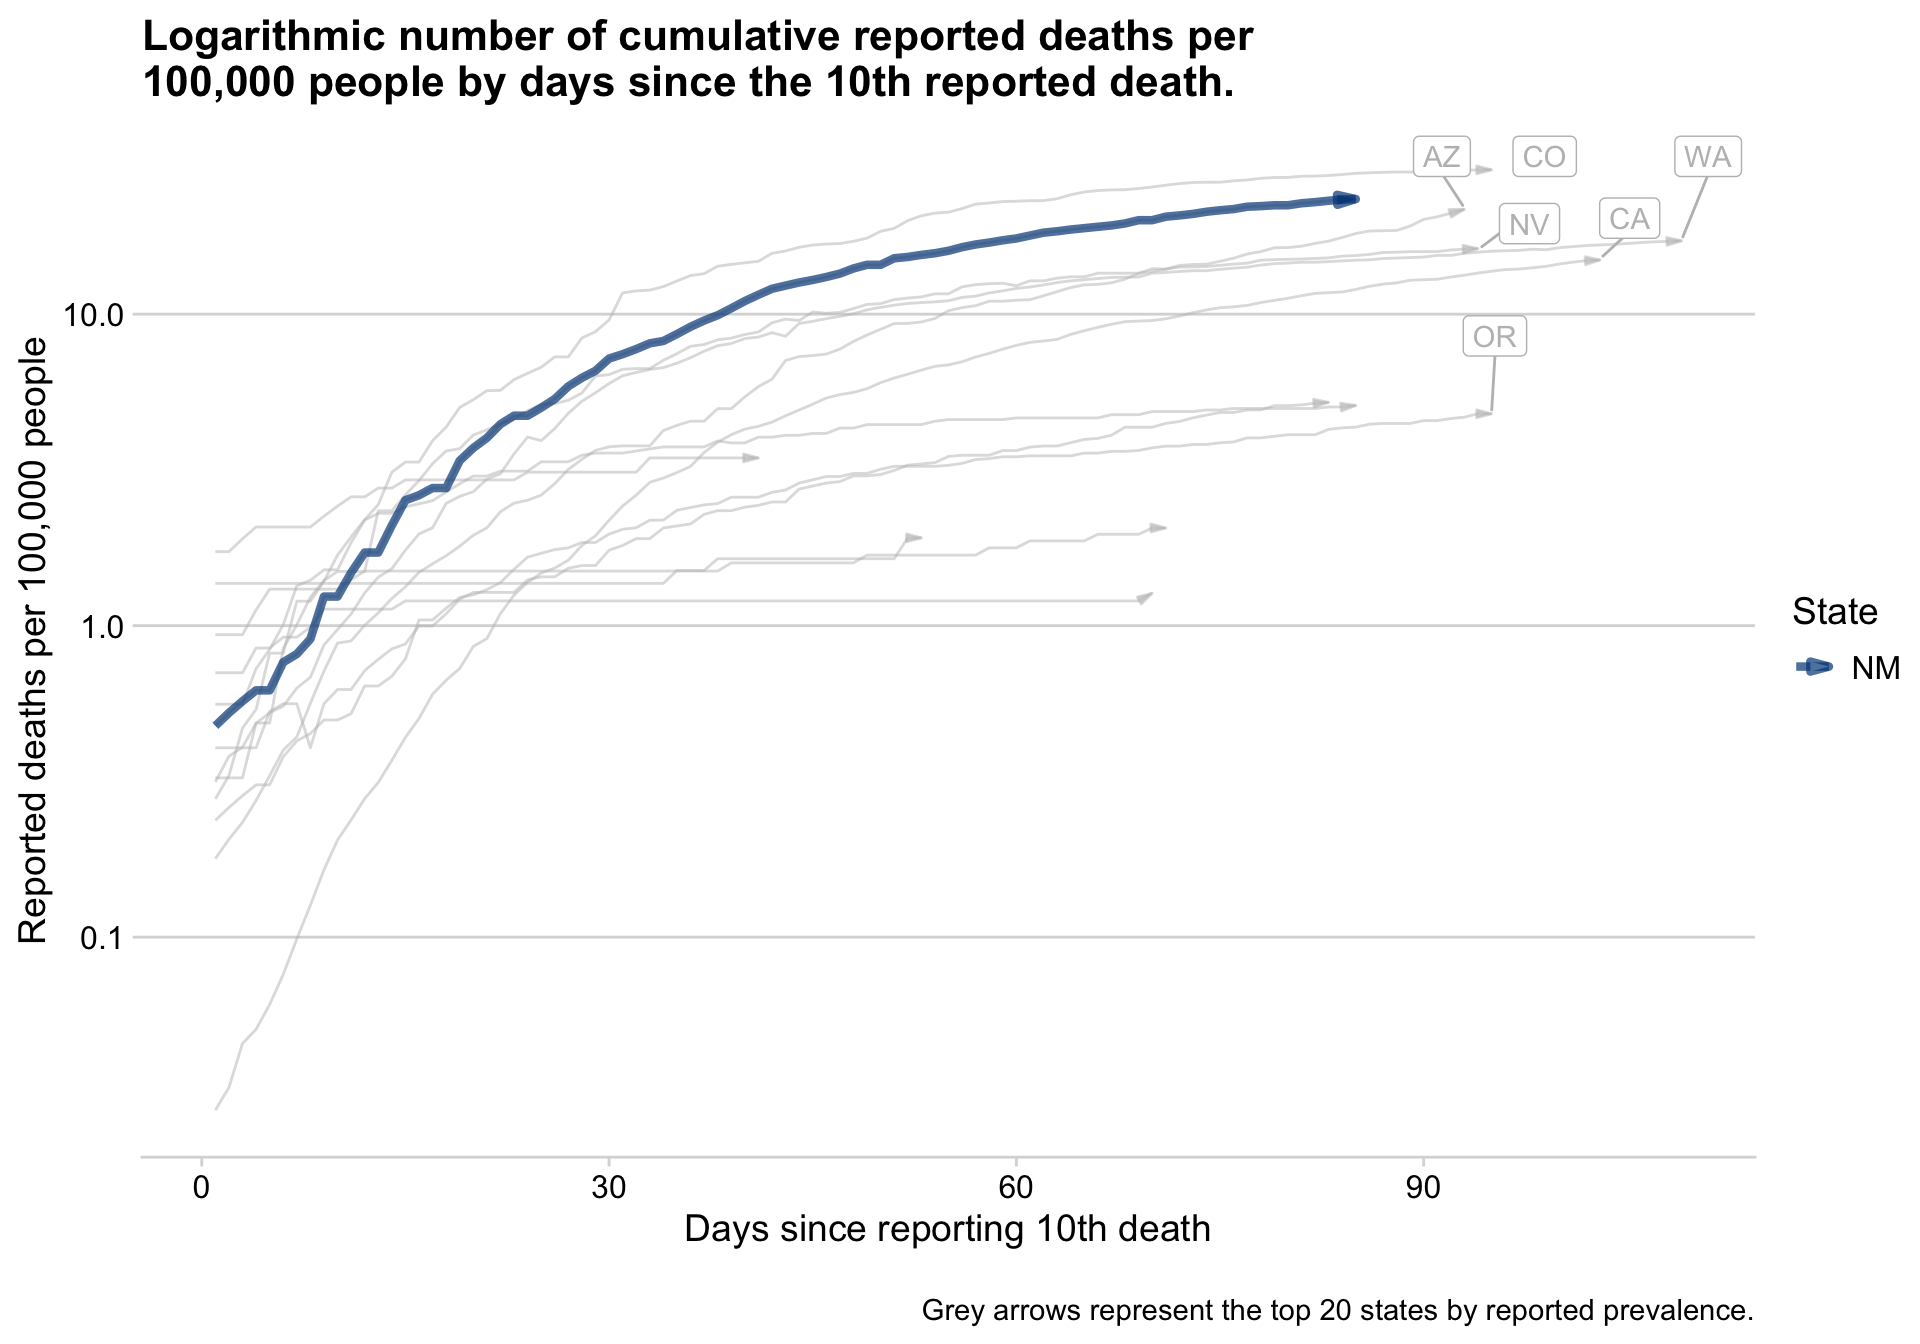 Logarithmic number of cumulative reported deaths per
100,000 people by days since the 10th reported death.
AZ
CO
WA
NV
CA
OR
10.0
1.0
0.1
Reported deaths per 100,000 people
State
NM
0
30
60
90
Days since reporting 10th death
Grey arrows represent the top 20 states by reported prevalence.